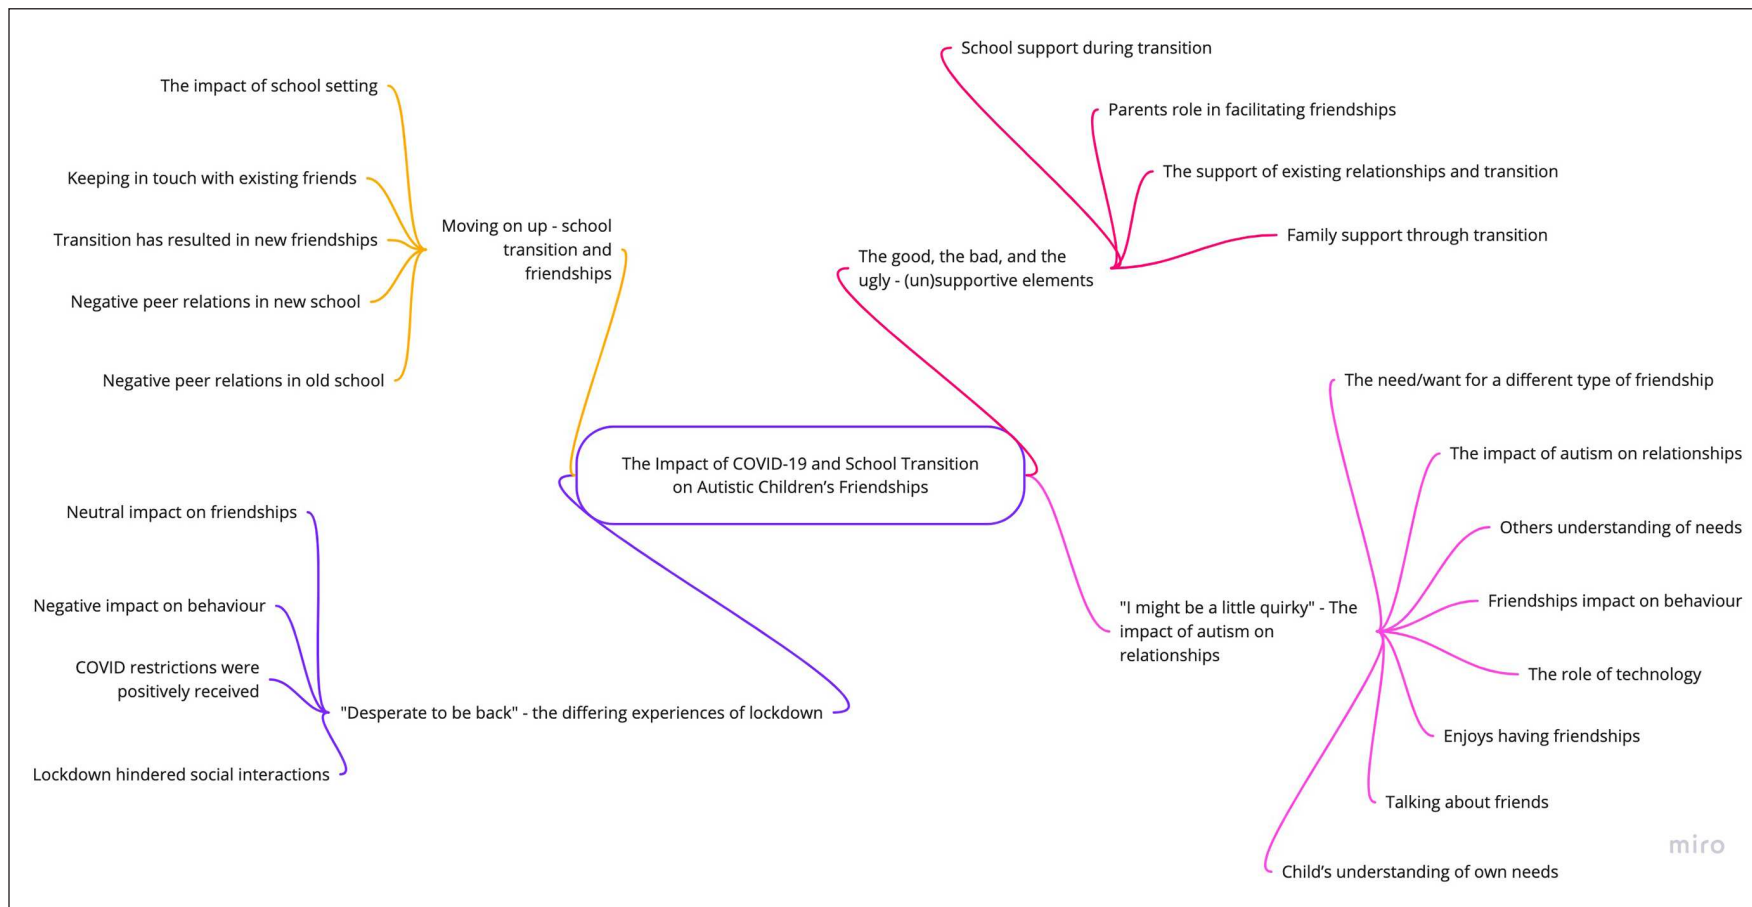 The impact of school setting
Keeping in touch with existing friends
Transition has resulted in new friendships
Negative peer relations in new school
Negative peer relations in old school
Moving on up - school
transition and
friendships
School support during transition
Parents role in facilitating friendships
The support of existing relationships and transition
Family support through transition
The good, the bad, and the
ugly - (un)supportive elements
The Impact of COVID-19 and School Transition
on Autistic Children’s Friendships
Neutral impact on friendships
Negative impact on behaviour
COVID restrictions were
positively received
Lockdown hindered social interactions
"Desperate to be back" - the differing experiences of lockdown
"I might be a little quirky" - The
impact of autism on
relationships
The need/want for a different type of friendship
The impact of autism on relationships
Others understanding of needs
Friendships impact on behaviour
The role of technology
Enjoys having friendships
Talking about friends
Child’s understanding of own needs
miro